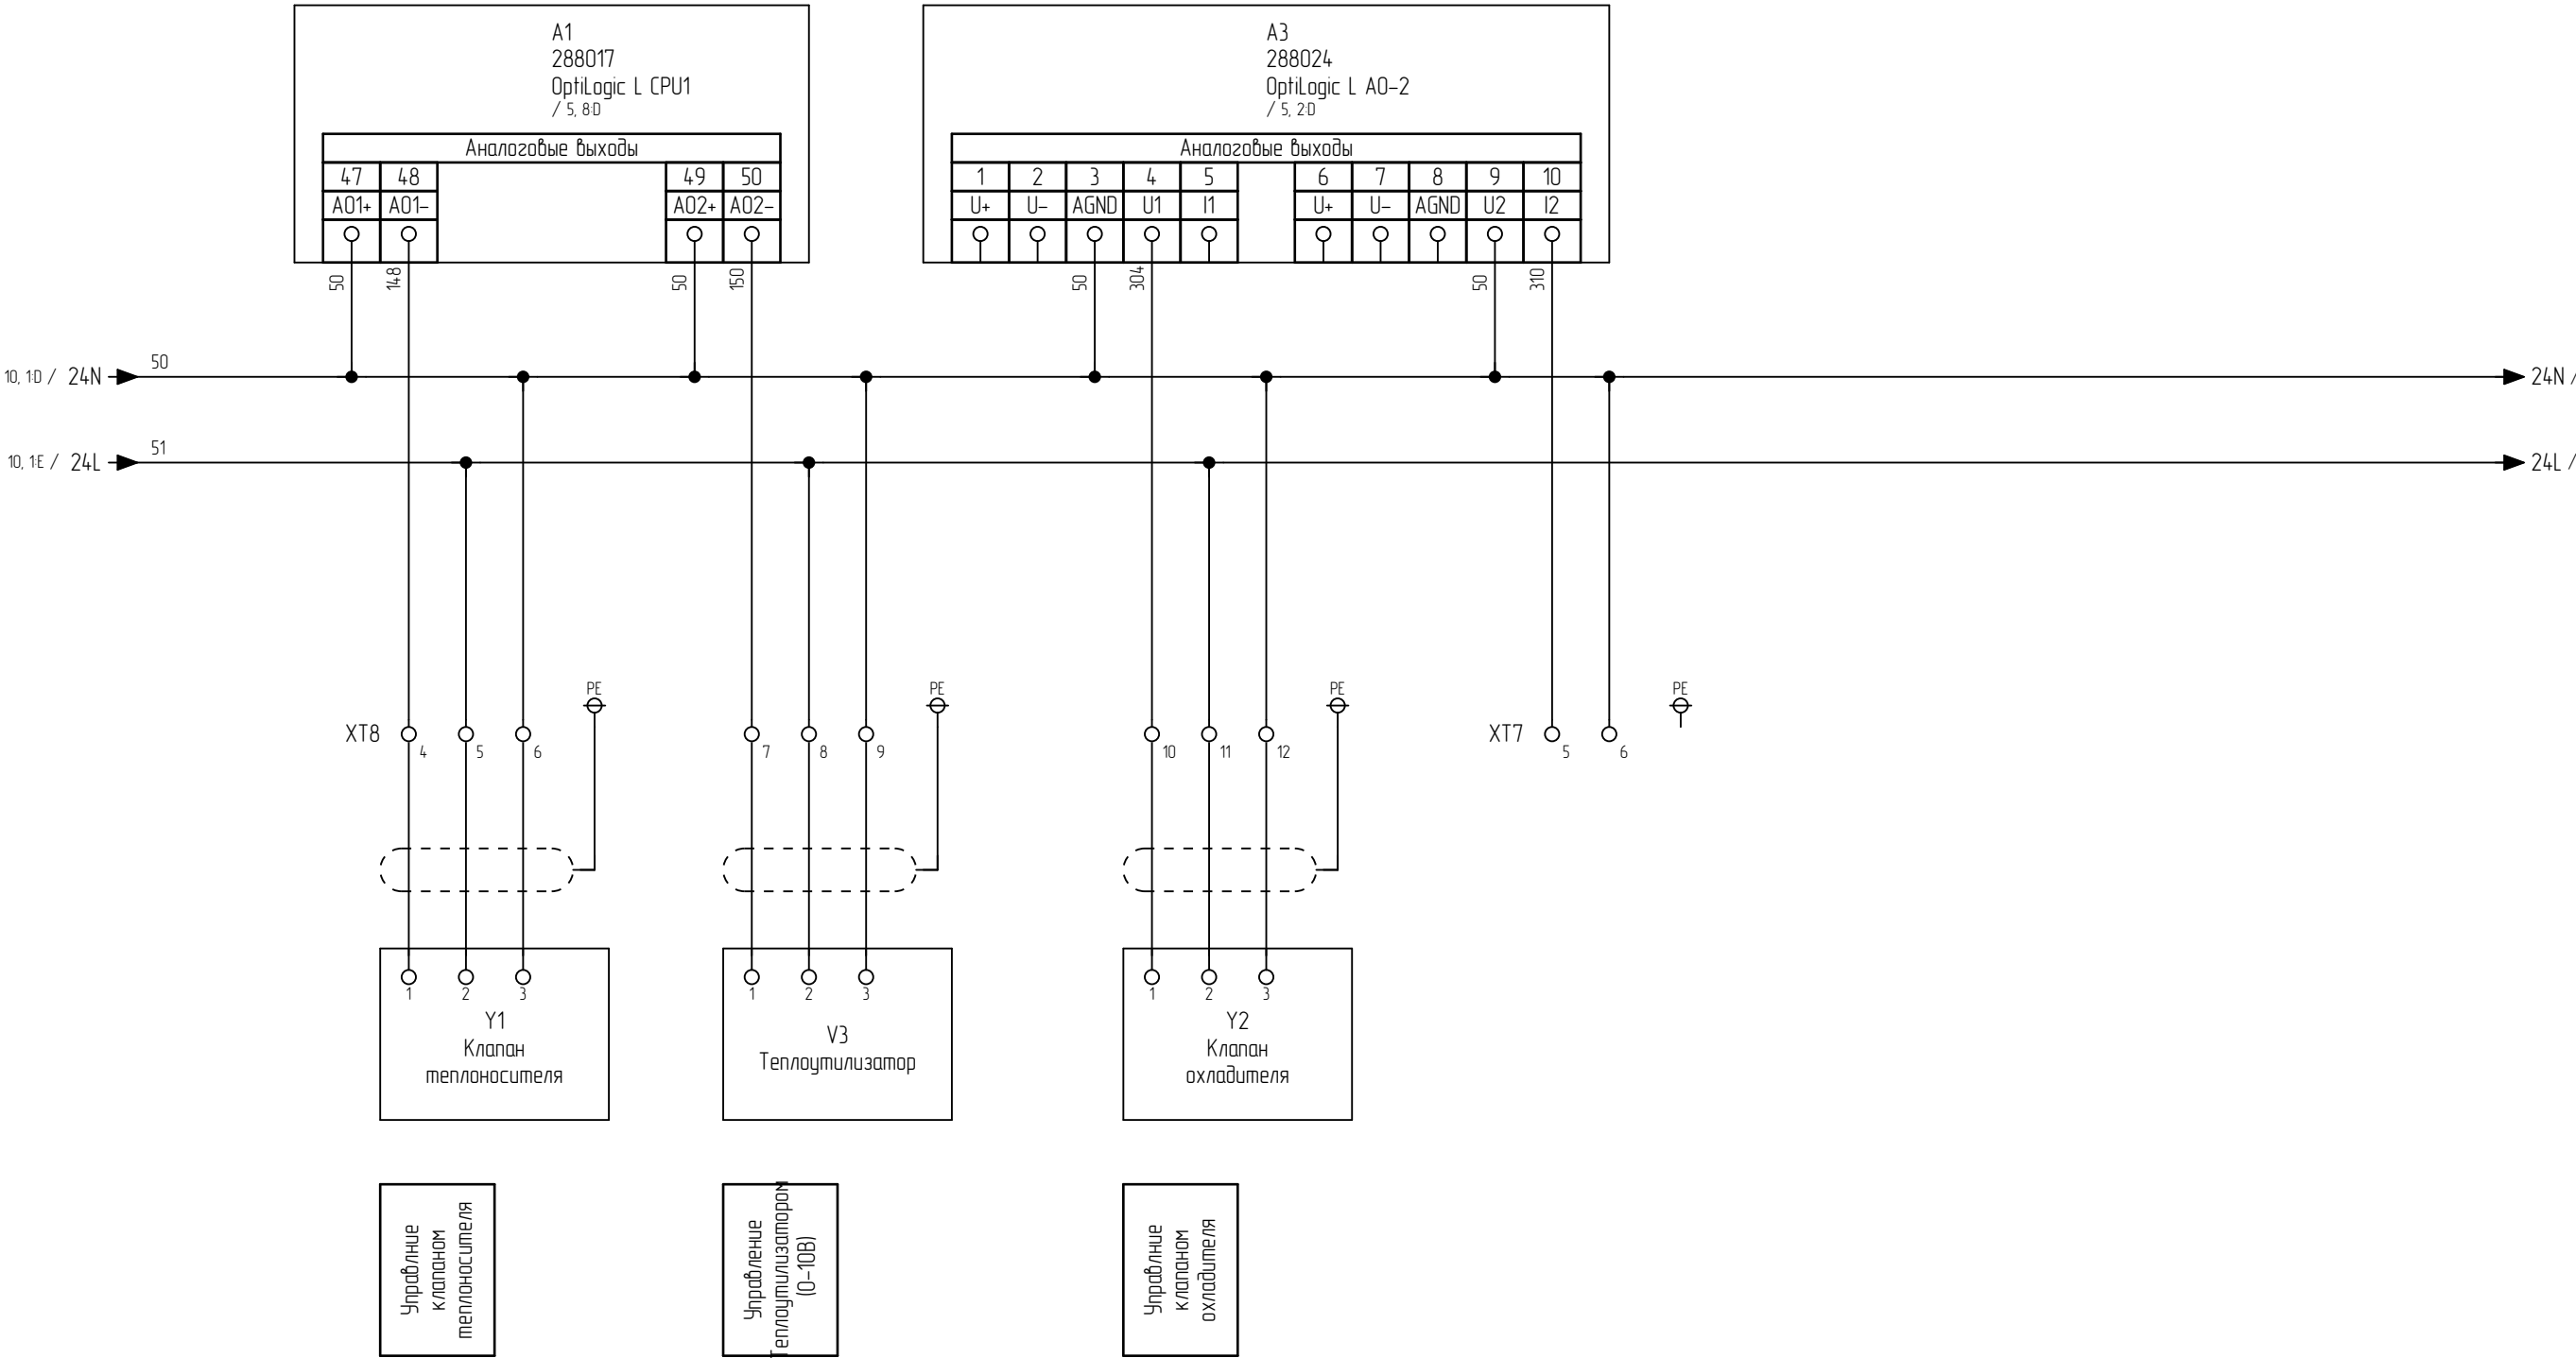 A1
288017
OptiLogic L CPU1
/ 5, 8:D
Аналоговые выходы
47 48 49 50
AO1+ AO1- AO2+ AO2-
50 148 50 150
A3
288024
OptiLogic L AO-2
/ 5, 2:D
Аналоговые выходы
1 2 3 4 5 6 7 8 9 10
U+ U- AGND U1 I1 U+ U- AGND U2 I2
50 304 50 310
10, 1:D / 24N 50 24N /
10, 1:E / 24L 51 24L /
PE PE PE PE
XT8 4 5 6 7 8 9 10 11 12 XT7 5 6
1 2 3
Y1
Клапан
теплоносителя
1 2 3
V3
Теплоутилизатор
1 2 3
Y2
Клапан
охладителя
Управлние
клапаном
теплоносителя
Управление
Теплоутилизатором
(0-10В)
Управлние
клапаном
охладителя